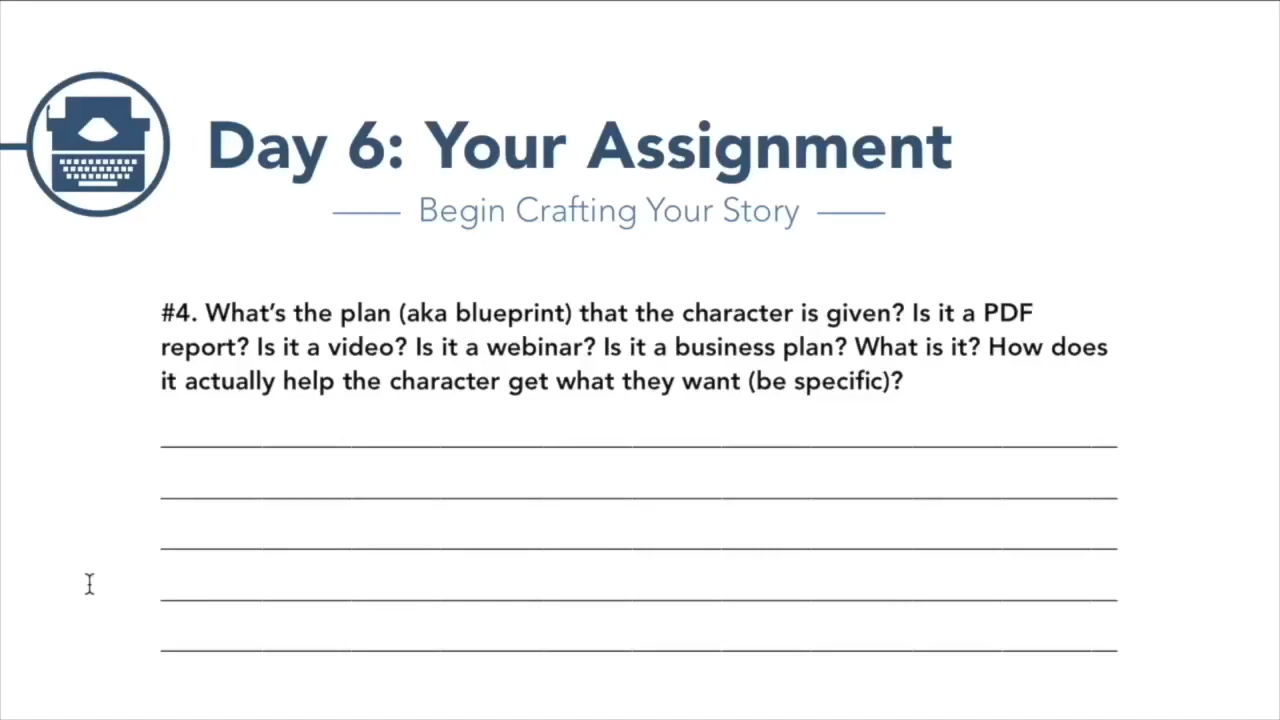 Day 6: Your Assignment
Begin Crafting Your Story
#4. What’s the plan (aka blueprint) that the character is given? Is it a PDF
report? Is it a video? Is it a webinar? Is it a business plan? What is it? How does
it actually help the character get what they want (be specific)?